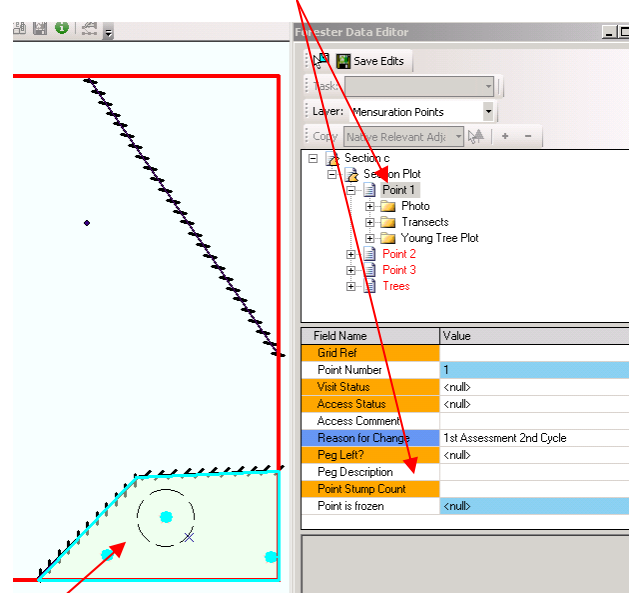 Forester Data Editor
Save Edits
Task:
Layer: Mensuration Points
Copy Native Relevant Adj
Section c
Section Plot
Point 1
Photo
Transects
Young Tree Plot
Point 2
Point 3
Trees
Field Name Value
Grid Ref
Point Number 1
Visit Status <null>
Access Status <null>
Access Comment
Reason for Change 1st Assessment 2nd Cycle
Peg Left? <null>
Peg Description
Point Stump Count
Point is frozen <null>